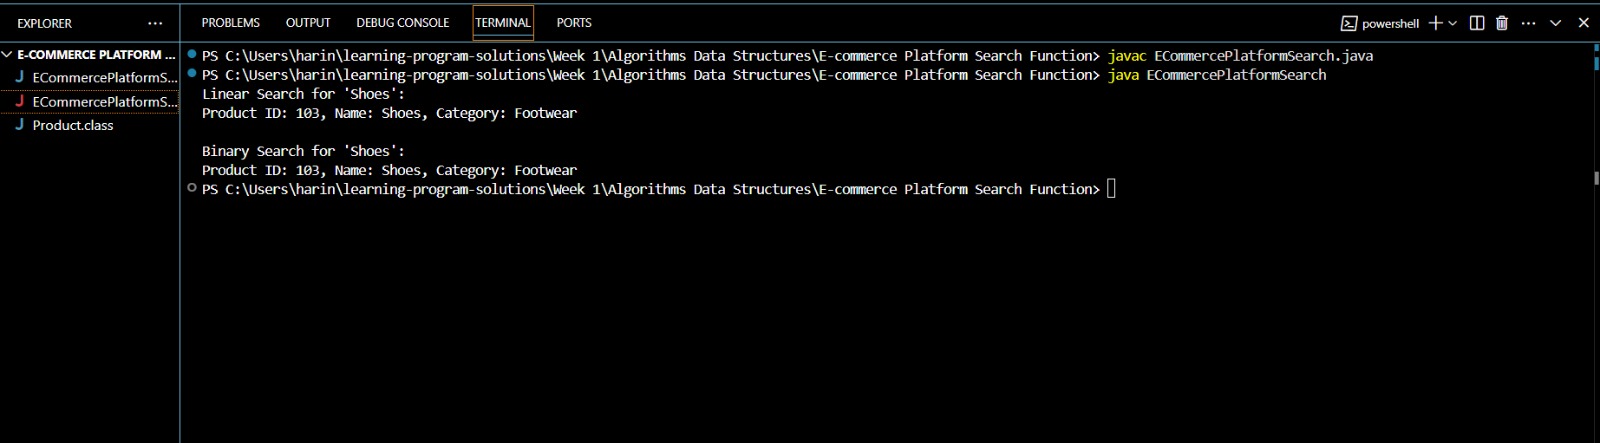 EXPLORER ···
E-COMMERCE PLATFORM ...
ECommercePlatformS...
ECommercePlatformS...
Product.class
PROBLEMS OUTPUT DEBUG CONSOLE TERMINAL PORTS
powershell
PS C:\Users\harin\learning-program-solutions\Week 1\Algorithms Data Structures\E-commerce Platform Search Function> javac ECommercePlatformSearch.java
PS C:\Users\harin\learning-program-solutions\Week 1\Algorithms Data Structures\E-commerce Platform Search Function> java ECommercePlatformSearch
Linear Search for 'Shoes':
Product ID: 103, Name: Shoes, Category: Footwear
Binary Search for 'Shoes':
Product ID: 103, Name: Shoes, Category: Footwear
PS C:\Users\harin\learning-program-solutions\Week 1\Algorithms Data Structures\E-commerce Platform Search Function>